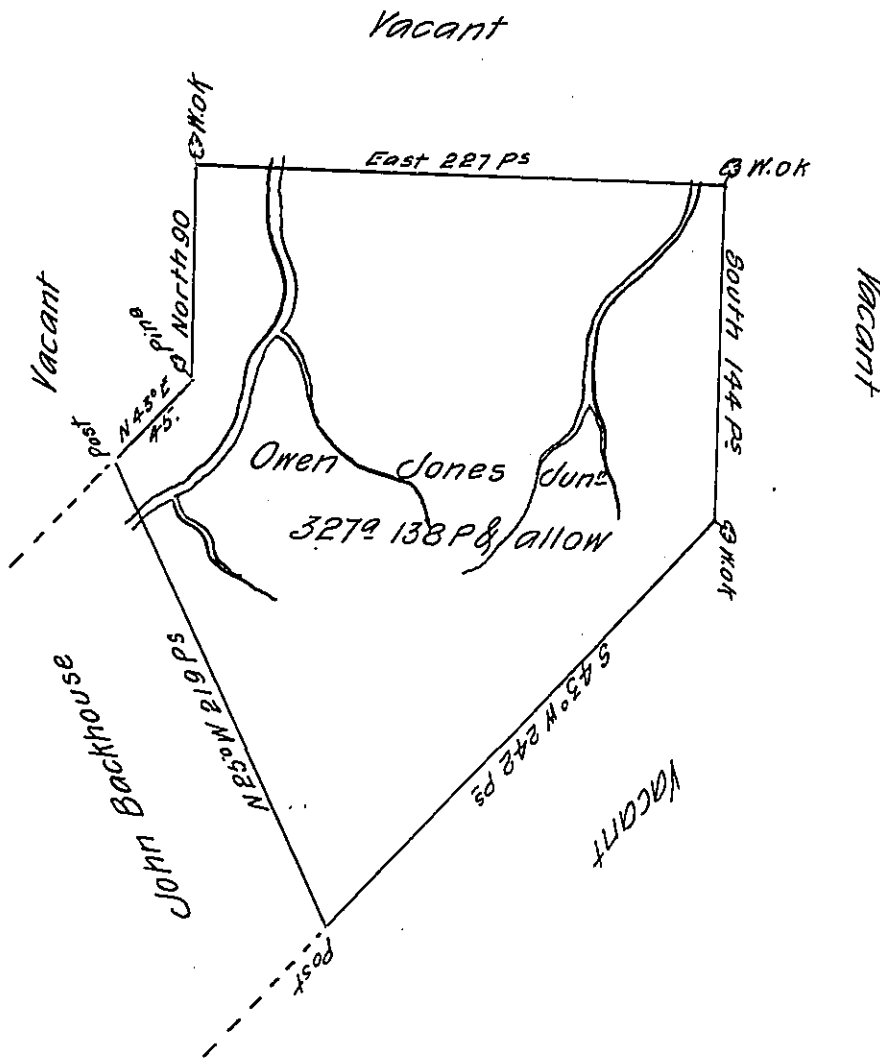 Vacant
W.ok
East 227 Ps
W.ok
North 90
South 144 Ps
Vacant
Vacant
Pine
N 43° E
45.
Post
Owen Jones Junr
327a 138 P & allow
W.ok
N 25° W 219 Ps
S 43° W 242 Ps
John Backhouse
Vacant
Post